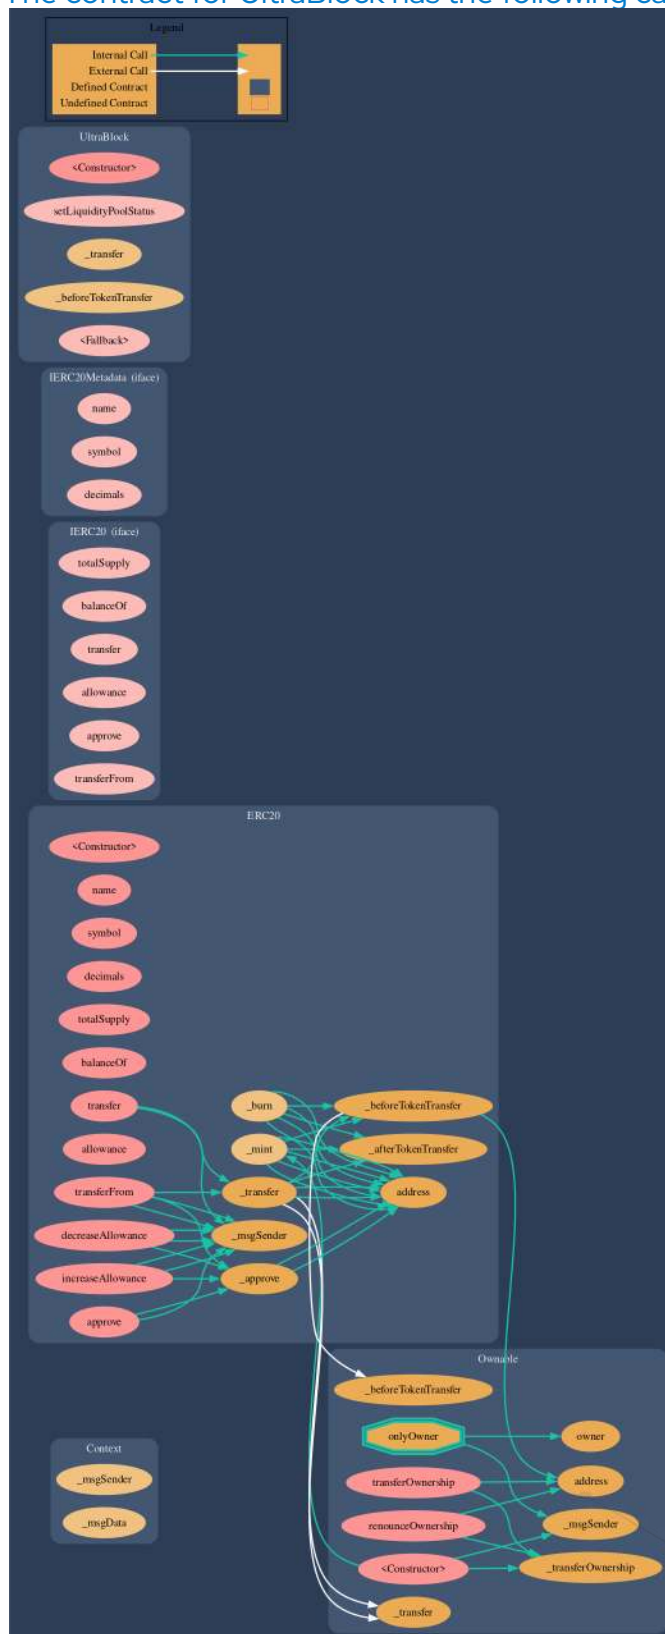 The contract for UltraBlock has the following ca
Legend
Internal Call
External Call
Defined Contract
Undefined Contract
UltraBlock
<Constructor>
setLiquidityPoolStatus
_transfer
_beforeTokenTransfer
<Fallback>
IERC20Metadata (iface)
name
symbol
decimals
IERC20 (iface)
totalSupply
balanceOf
transfer
allowance
approve
transferFrom
ERC20
<Constructor>
name
symbol
decimals
totalSupply
balanceOf
transfer
_burn
_beforeTokenTransfer
allowance
_mint
_afterTokenTransfer
transferFrom
_transfer
address
decreaseAllowance
_msgSender
increaseAllowance
_approve
approve
Ownable
_beforeTokenTransfer
onlyOwner
owner
transferOwnership
address
renounceOwnership
_msgSender
<Constructor>
_transferOwnership
_transfer
Context
_msgSender
_msgData